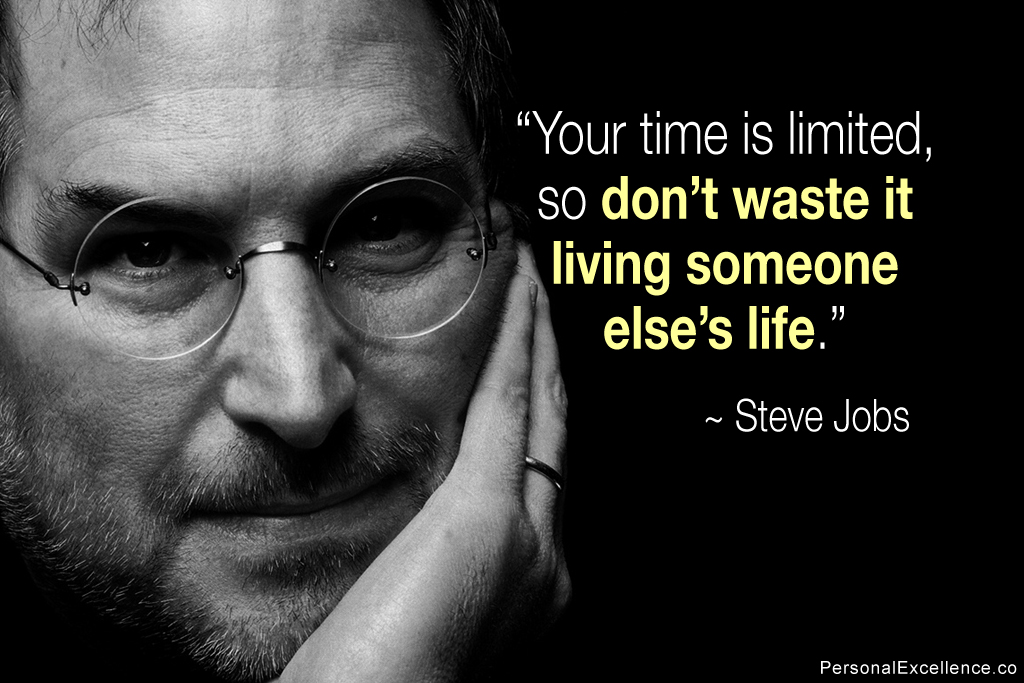 “Your time is limited,
so don’t waste it
living someone
else’s life.”
~ Steve Jobs
PersonalExcellence.co